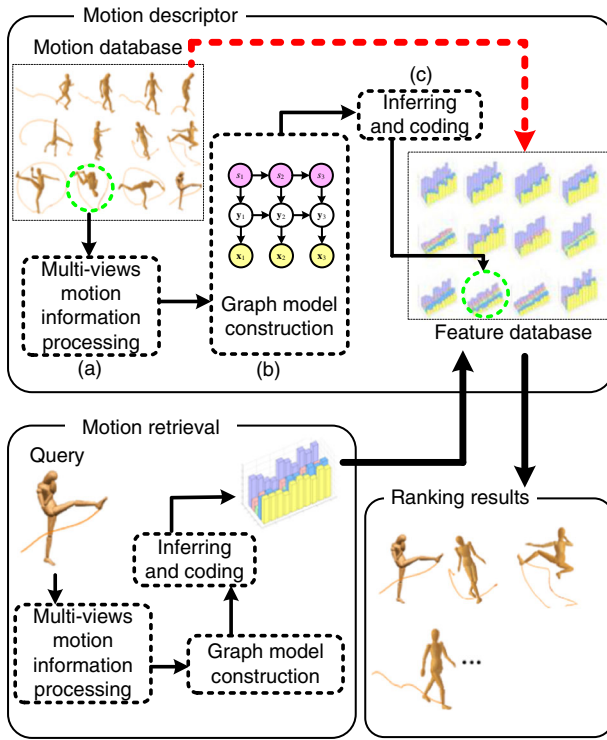 Motion descriptor
Motion database
(c)
Inferring
and coding
s1 s2 s3
y1 y2 y3
x1 x2 x3
Graph model
construction
Multi-views
motion
information
processing
(a)
(b)
Feature database
Motion retrieval
Query
Inferring
and coding
Multi-views
motion
information
processing
Graph model
construction
Ranking results
...